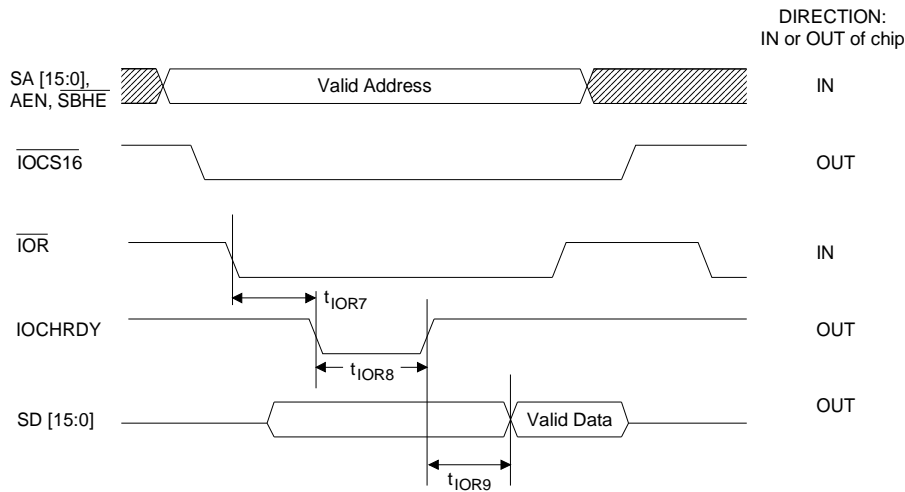 DIRECTION:
IN or OUT of chip
SA [15:0],
AEN, SBHE
Valid Address
IN
IOCS16
OUT
IOR
IN
tIOR7
IOCHRDY
OUT
tIOR8
SD [15:0]
Valid Data
OUT
tIOR9